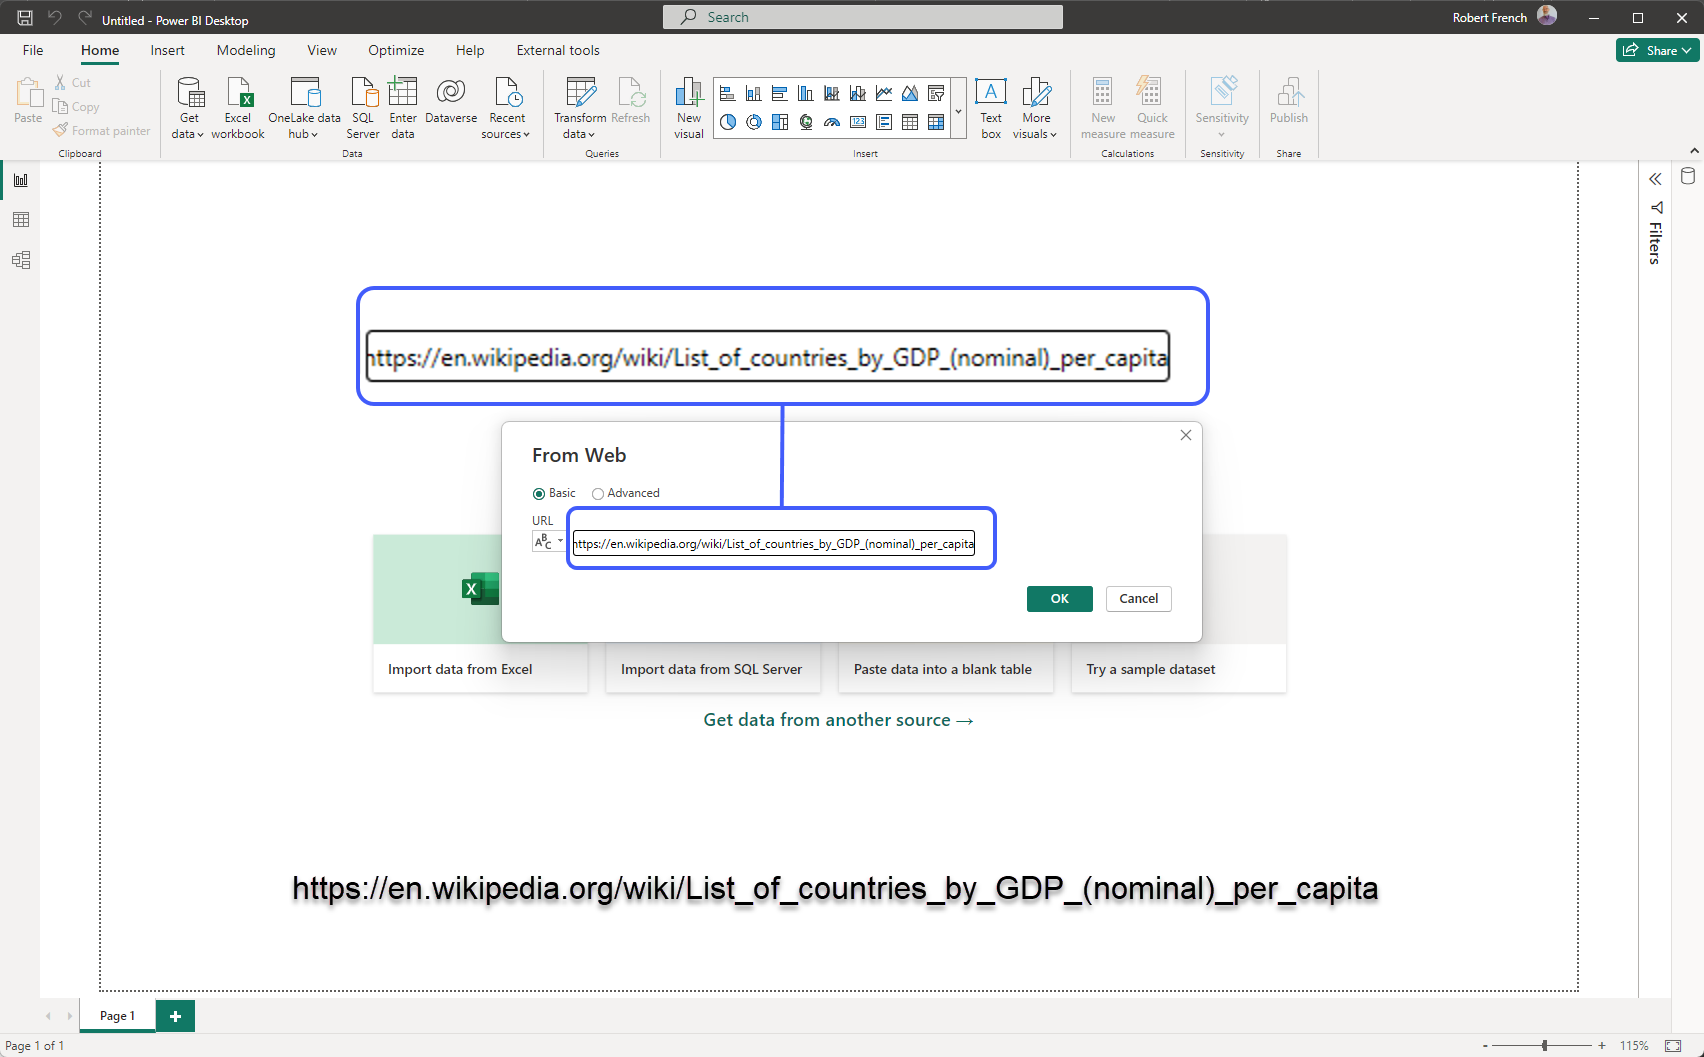 Untitled - Power BI Desktop
Search
Robert French
File Home Insert Modeling View Optimize Help External tools
Share
Paste
Cut
Copy
Format painter
Clipboard
Get data
Excel workbook
OneLake data hub
SQL Server
Enter data
Dataverse
Recent sources
Data
Transform data
Refresh
Queries
New visual
123
A
Text box
More visuals
Insert
New measure
Quick measure
Calculations
Sensitivity
Sensitivity
Publish
Share
Filters
https://en.wikipedia.org/wiki/List_of_countries_by_GDP_(nominal)_per_capita
From Web
Basic Advanced
URL
ABC
https://en.wikipedia.org/wiki/List_of_countries_by_GDP_(nominal)_per_capita
OK Cancel
X
Import data from Excel
Import data from SQL Server
Paste data into a blank table
Try a sample dataset
Get data from another source →
https://en.wikipedia.org/wiki/List_of_countries_by_GDP_(nominal)_per_capita
Page 1
+
Page 1 of 1
- + 115%